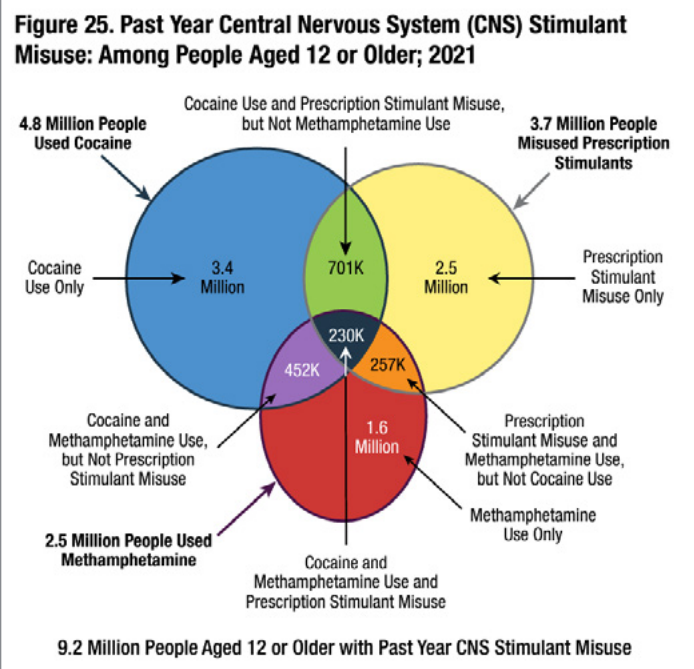 Figure 25. Past Year Central Nervous System (CNS) Stimulant
Misuse: Among People Aged 12 or Older; 2021
Cocaine Use and Prescription Stimulant Misuse,
but Not Methamphetamine Use
4.8 Million People
Used Cocaine
3.7 Million People
Misused Prescription
Stimulants
Cocaine
Use Only
3.4
Million
701K
2.5
Million
Prescription
Stimulant
Misuse Only
230K
452K
257K
1.6
Million
Cocaine and
Methamphetamine Use,
but Not Prescription
Stimulant Misuse
Prescription
Stimulant Misuse and
Methamphetamine Use,
but Not Cocaine Use
Methamphetamine
Use Only
2.5 Million People Used
Methamphetamine
Cocaine and
Methamphetamine Use and
Prescription Stimulant Misuse
9.2 Million People Aged 12 or Older with Past Year CNS Stimulant Misuse